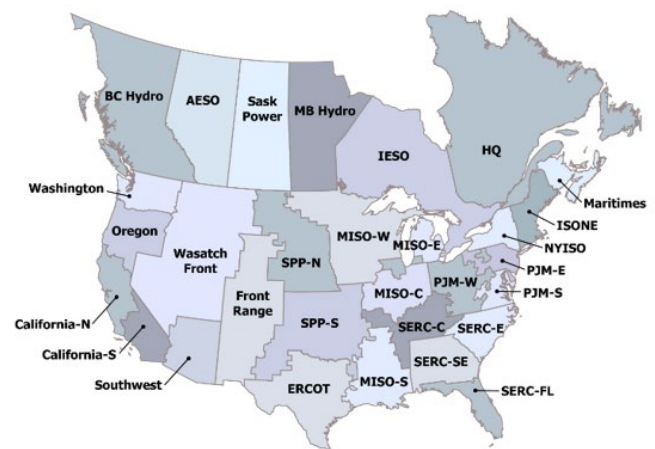 BC Hydro
AESO
Sask
Power
MB Hydro
IESO
HQ
Washington
Maritimes
ISONE
Oregon
NYISO
Wasatch
Front
MISO-W
MISO-E
SPP-N
PJM-E
PJM-W
PJM-S
Front
Range
MISO-C
California-N
SPP-S
SERC-C
SERC-E
California-S
SERC-SE
Southwest
ERCOT
MISO-S
SERC-FL